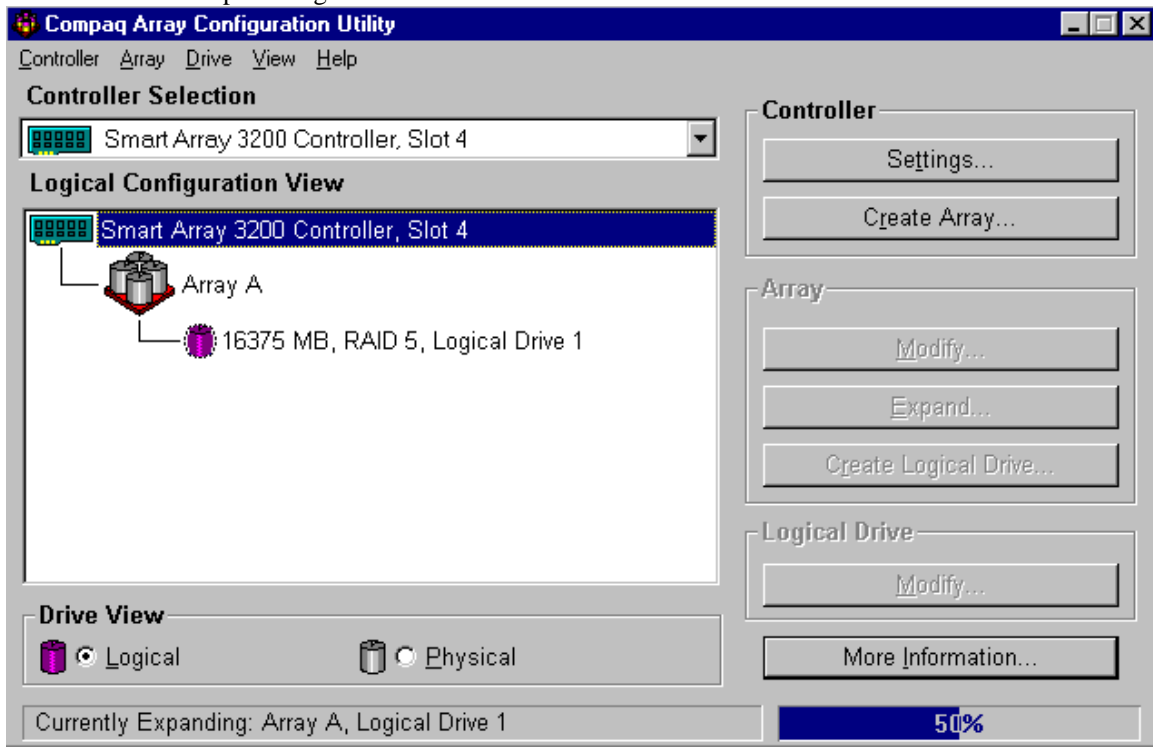 Compaq Array Configuration Utility
Controller Array Drive View Help
Controller Selection
Smart Array 3200 Controller, Slot 4
Logical Configuration View
Smart Array 3200 Controller, Slot 4
Array A
16375 MB, RAID 5, Logical Drive 1
Drive View
Logical
Physical
Controller
Settings...
Create Array...
Array
Modify...
Expand...
Create Logical Drive...
Logical Drive
Modify...
More Information...
Currently Expanding: Array A, Logical Drive 1
50%